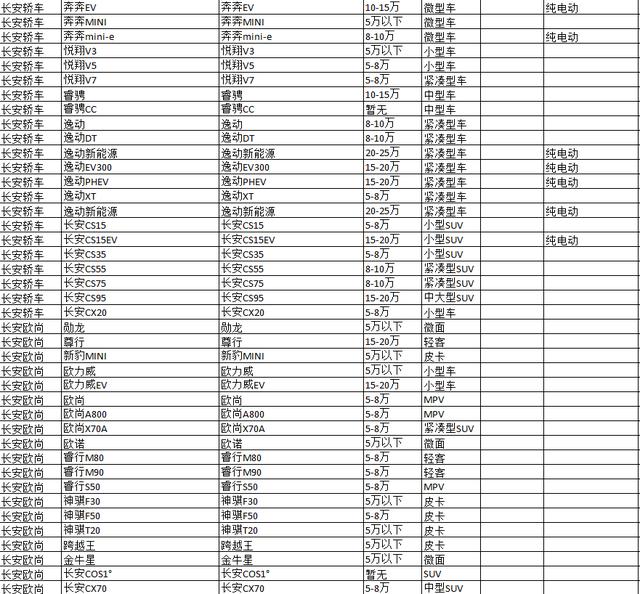 长安轿车 奔奔EV 奔奔EV 10-15万 微型车 纯电动
长安轿车 奔奔MINI 奔奔MINI 5万以下 微型车
长安轿车 奔奔mini-e 奔奔mini-e 8-10万 微型车 纯电动
长安轿车 悦翔V3 悦翔V3 5万以下 小型车
长安轿车 悦翔V5 悦翔V5 5-8万 小型车
长安轿车 悦翔V7 悦翔V7 5-8万 紧凑型车
长安轿车 睿骋 睿骋 10-15万 中型车
长安轿车 睿骋CC 睿骋CC 暂无 中型车
长安轿车 逸动 逸动 8-10万 紧凑型车
长安轿车 逸动DT 逸动DT 8-10万 紧凑型车
长安轿车 逸动新能源 逸动新能源 20-25万 紧凑型车 纯电动
长安轿车 逸动EV300 逸动EV300 15-20万 紧凑型车 纯电动
长安轿车 逸动PHEV 逸动PHEV 15-20万 紧凑型车 纯电动
长安轿车 逸动XT 逸动XT 5-8万 紧凑型车
长安轿车 逸动新能源 逸动新能源 20-25万 紧凑型车 纯电动
长安轿车 长安CS15 长安CS15 5-8万 小型SUV
长安轿车 长安CS15EV 长安CS15EV 15-20万 小型SUV 纯电动
长安轿车 长安CS35 长安CS35 5-8万 小型SUV
长安轿车 长安CS55 长安CS55 8-10万 紧凑型SUV
长安轿车 长安CS75 长安CS75 8-10万 紧凑型SUV
长安轿车 长安CS95 长安CS95 15-20万 中大型SUV
长安轿车 长安CX20 长安CX20 5-8万 小型车
长安欧尚 勋龙 勋龙 5万以下 微面
长安欧尚 尊行 尊行 15-20万 轻客
长安欧尚 新豹MINI 新豹MINI 5万以下 皮卡
长安欧尚 欧力威 欧力威 5万以下 小型车
长安欧尚 欧力威EV 欧力威EV 15-20万 小型车
长安欧尚 欧尚 欧尚 5-8万 MPV
长安欧尚 欧尚A800 欧尚A800 5-8万 MPV
长安欧尚 欧尚X70A 欧尚X70A 5-8万 紧凑型SUV
长安欧尚 欧诺 欧诺 5万以下 微面
长安欧尚 睿行M80 睿行M80 5-8万 轻客
长安欧尚 睿行M90 睿行M90 5-8万 轻客
长安欧尚 睿行S50 睿行S50 5-8万 MPV
长安欧尚 神骐F30 神骐F30 5万以下 皮卡
长安欧尚 神骐F50 神骐F50 5-8万 皮卡
长安欧尚 神骐T20 神骐T20 5万以下 皮卡
长安欧尚 跨越王 跨越王 5万以下 皮卡
长安欧尚 金牛星 金牛星 5万以下 微面
长安欧尚 长安COS1° 长安COS1° 暂无 SUV
长安欧尚 长安CX70 长安CX70 5-8万 中型SUV